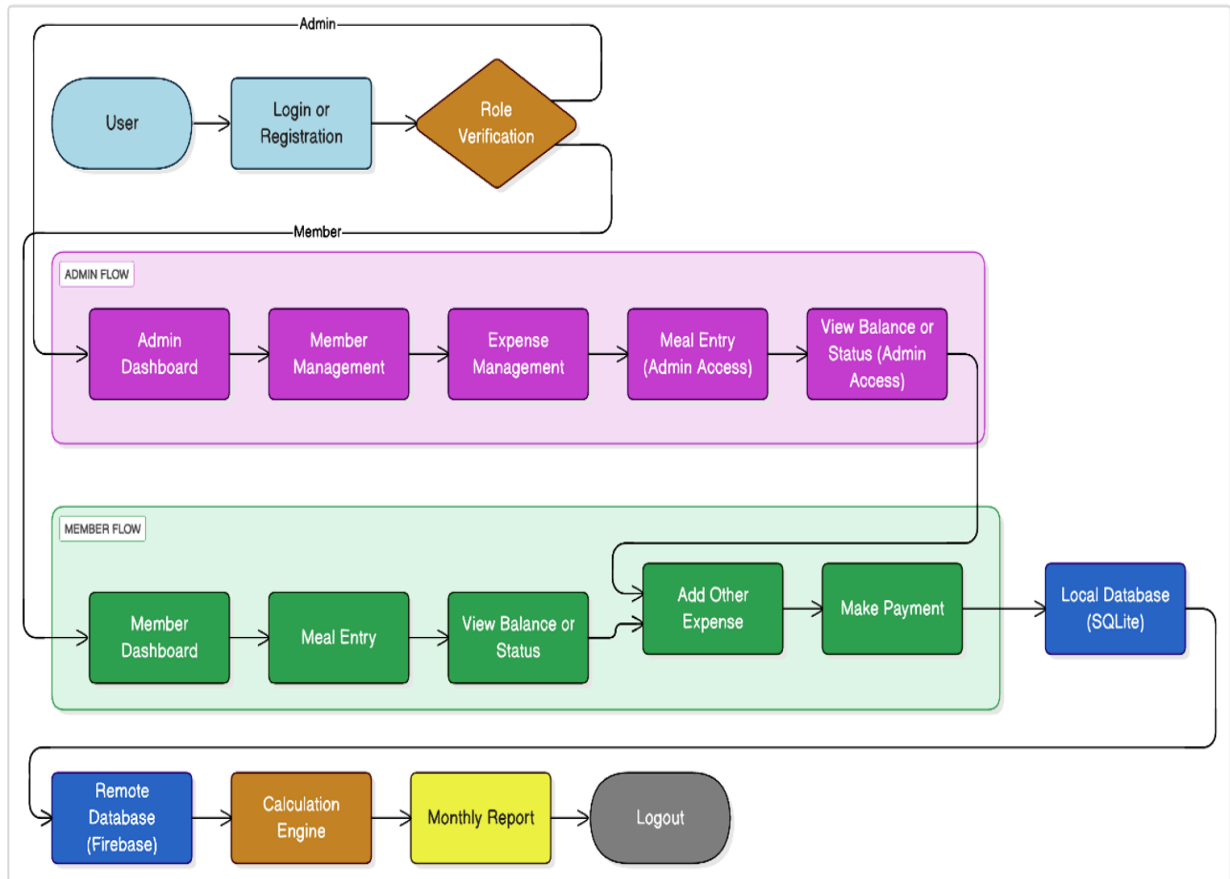 Admin
User
Login or
Registration
Role
Verification
Member
ADMIN FLOW
Admin
Dashboard
Member
Management
Expense
Management
Meal Entry
(Admin Access)
View Balance or
Status (Admin
Access)
MEMBER FLOW
Member
Dashboard
Meal Entry
View Balance or
Status
Add Other
Expense
Make Payment
Local Database
(SQLite)
Remote
Database
(Firebase)
Calculation
Engine
Monthly Report
Logout